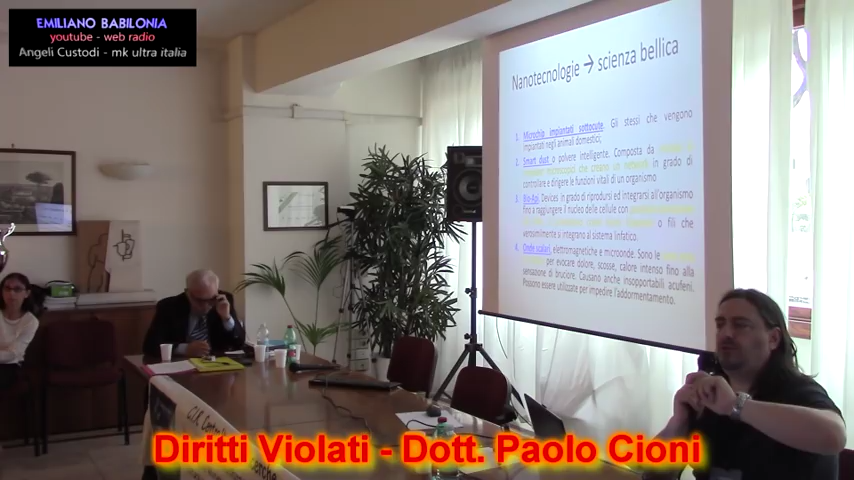 EMILIANO BABILONIA
youtube - web radio
Angeli Custodi - mk ultra italia
Nanotecnologie → scienza bellica
1. Microchip impiantati sottocute. Gli stessi che vengono
impiantati negli animali domestici;
2. Smart dust o polvere intelligente. Composta da
in grado di
controllare e dirigere le funzioni vitali di un organismo
3. Bio-Api. Devices in grado di riprodursi ed integrarsi all'organismo
fino a raggiungere il nucleo delle cellule con
o fili che
verosimilmente si integrano al sistema linfatico.
4. Onde scalari, elettromagnetiche e microonde. Sono le
per evocare dolore, scosse, calore intenso fino alla
sensazione di bruciore. Causano anche insopportabili acufeni.
Possono essere utilizzate per impedire l'addormentamento.
Diritti Violati - Dott. Paolo Cioni